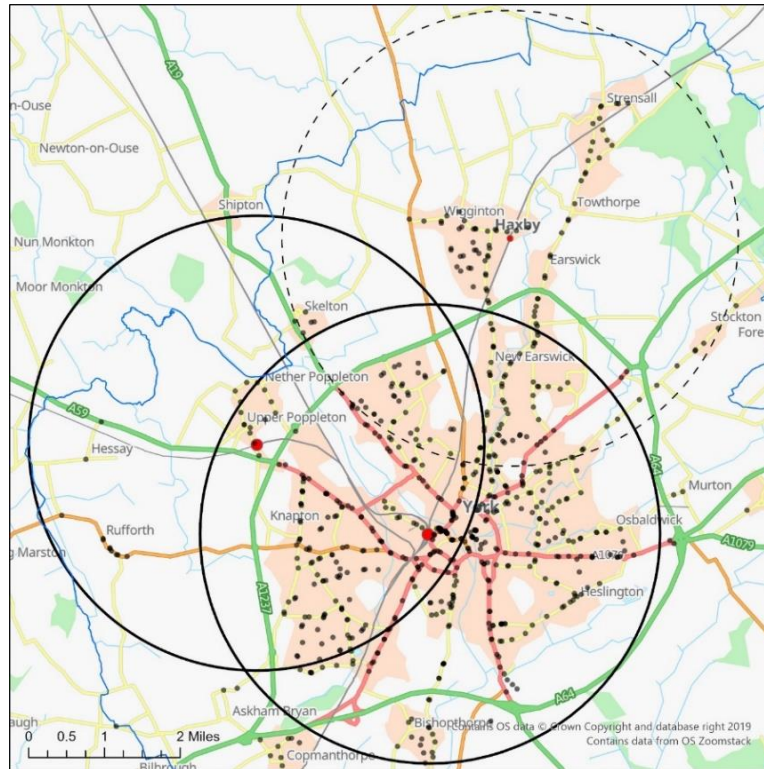 A19
Strensall
on-Ouse
Newton-on-Ouse
Towthorpe
Shipton
Wigginton
Haxby
Nun Monkton
Earswick
Moor Monkton
Skelton
Stockton
Fore
New Earswick
Nether Poppleton
A59
Upper Poppleton
Hessay
A64
Murton
York
Knapton
Osbaldwick
Rufforth
g Marston
A1079
A1079
Heslington
A1237
A64
Askham Bryan
Bishopthorpe
Contains OS data © Crown Copyright and database right 2019
augh
0 0.5 1 2 Miles
Contains data from OS Zoomstack
Copmanthorpe
Bilbrough